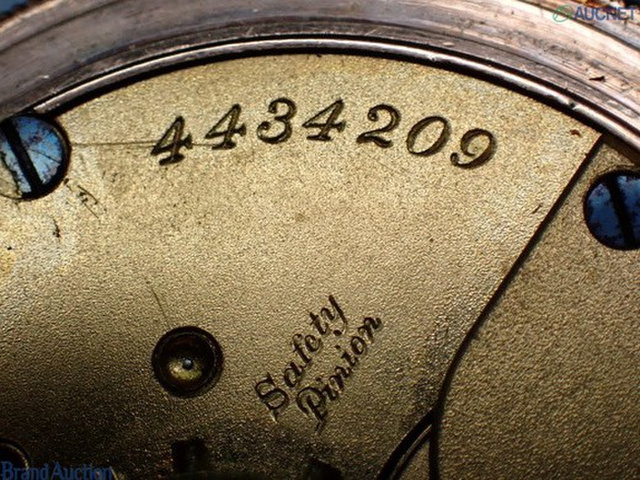 AUCNET
4434209
Safety
Pinion
Brand Auction